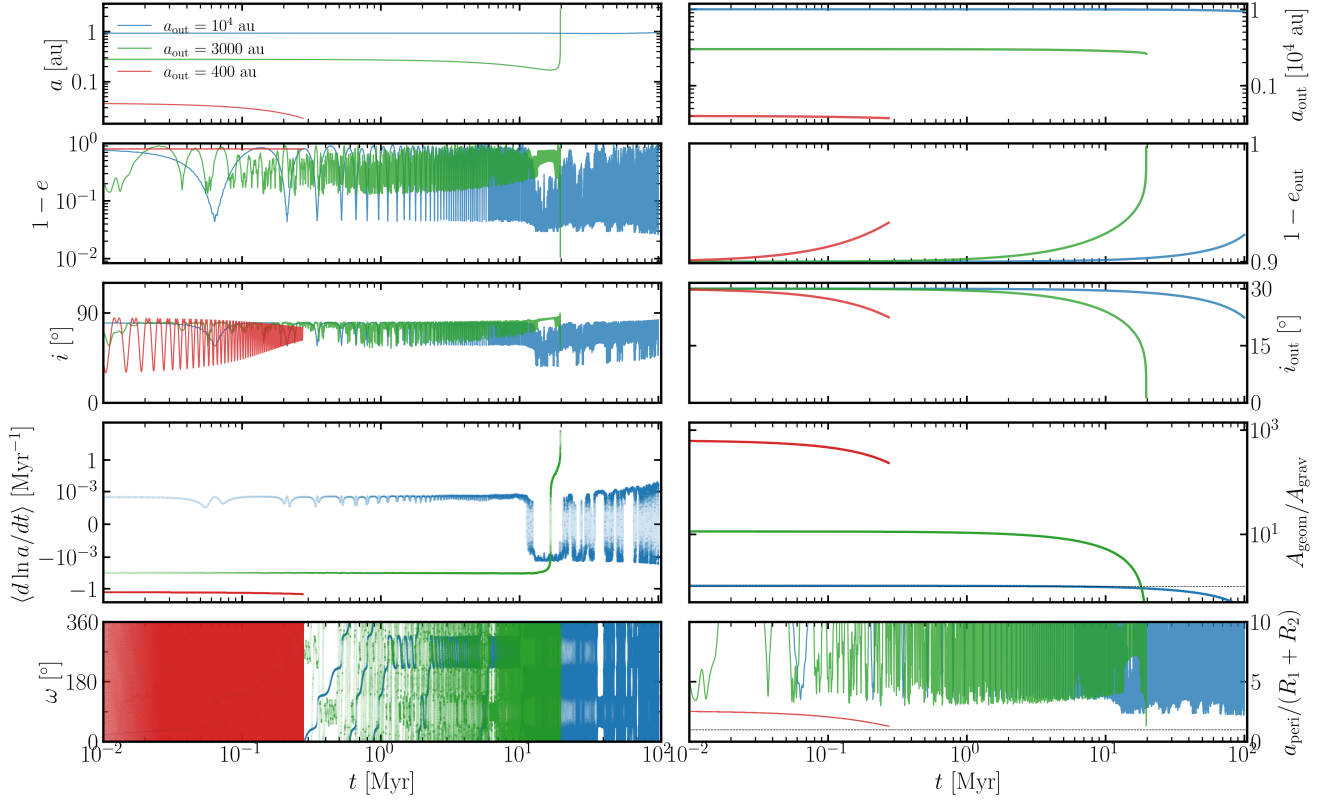 a_out = 10^4 au
a_out = 3000 au
a_out = 400 au
1
0.1
a [au]
1
0.1
a_out [10^4 au]
10^0
10^−1
10^−2
1 − e
1
0.9
1 − e_out
90
0
i [°]
30
15
0
i_out [°]
1
10^−3
0
−10^−3
−1
⟨d ln a/dt⟩ [Myr^−1]
10^3
10^1
A_geom/A_grav
360
180
0
ω [°]
10
5
0
a_peri/(R_1 + R_2)
10^−2
10^−1
10^0
10^1
10^2
t [Myr]
10^−2
10^−1
10^0
10^1
10^2
t [Myr]